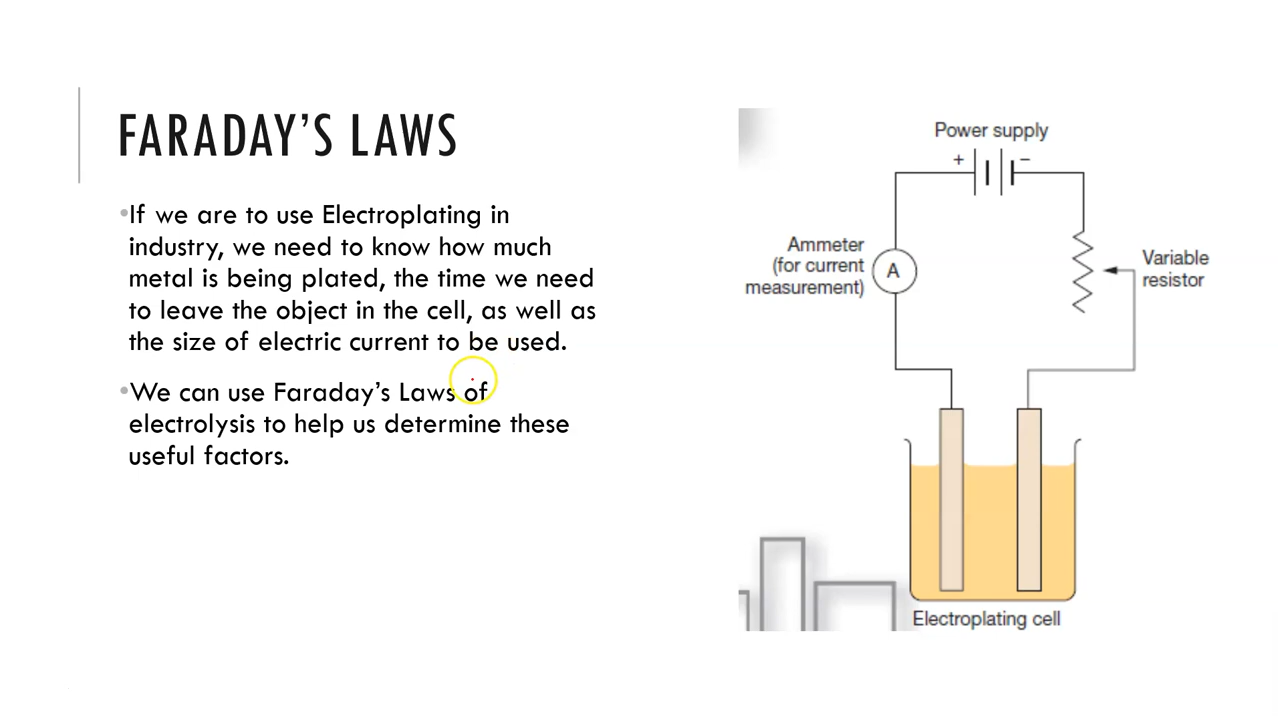 FARADAY'S LAWS
•If we are to use Electroplating in
industry, we need to know how much
metal is being plated, the time we need
to leave the object in the cell, as well as
the size of electric current to be used.
•We can use Faraday's Laws of
electrolysis to help us determine these
useful factors.
Power supply
+ −
Ammeter
(for current
measurement)
A
Variable
resistor
Electroplating cell